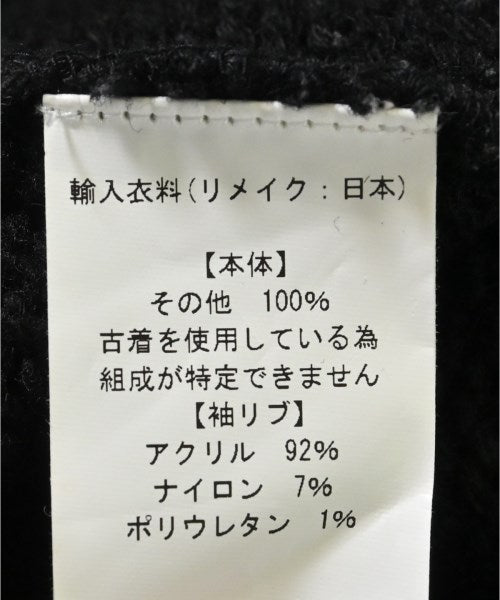 輸入衣料(リメイク：日本)
【本体】
その他 100%
古着を使用している為
組成が特定できません
【袖リブ】
アクリル 92%
ナイロン 7%
ポリウレタン 1%